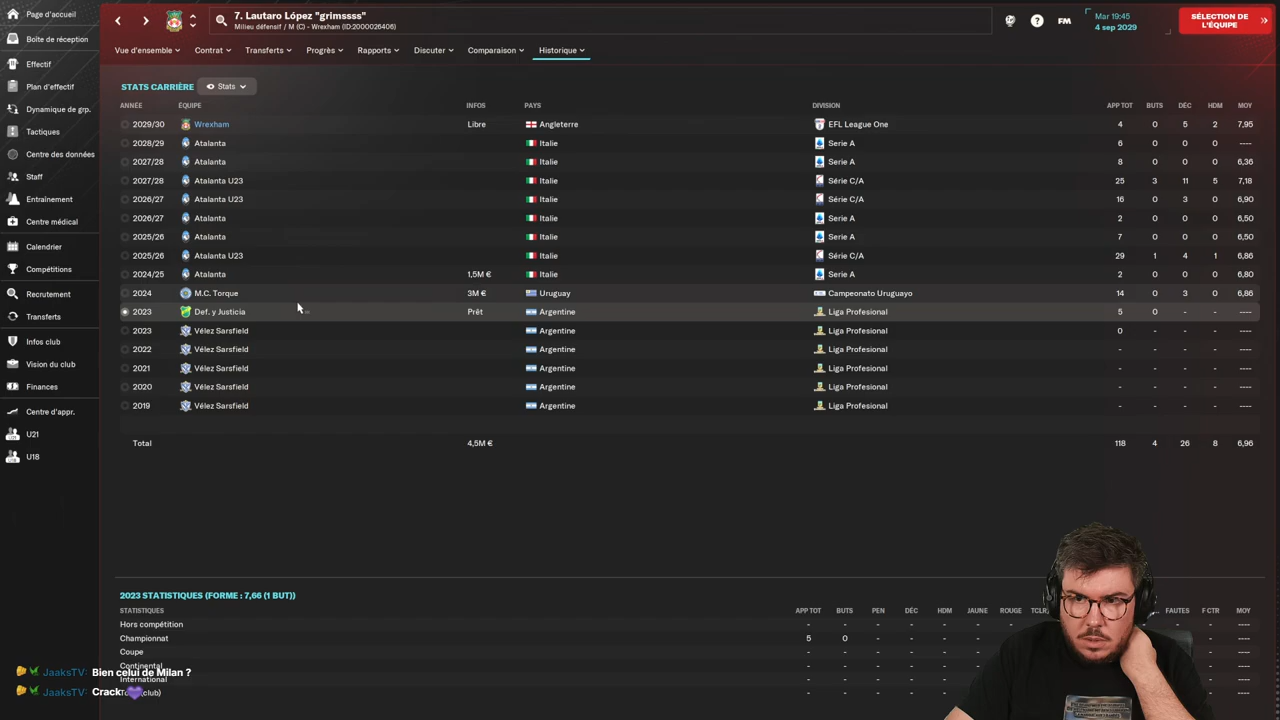 Page d'accueil
Boîte de réception
Effectif
Plan d'effectif
Dynamique de grp.
Tactiques
Centre des données
Staff
Entraînement
Centre médical
Calendrier
Compétitions
Recrutement
Transferts
Infos club
Vision du club
Finances
Centre d'appr.
U21
U18
7. Lautaro López "grimssss"
Milieu défensif / M (C) - Wrexham (ID:2000026406)
FM
Mar 19:45
4 sep 2029
SÉLECTION DE L'ÉQUIPE
Vue d'ensemble Contrat Transferts Progrès Rapports Discuter Comparaison Historique
STATS CARRIÈRE Stats
ANNÉE ÉQUIPE INFOS PAYS DIVISION APP TOT BUTS DÉC HDM MOY
2029/30 Wrexham Libre Angleterre EFL League One 4 0 5 2 7,95
2028/29 Atalanta Italie Serie A 6 0 0 0 ----
2027/28 Atalanta Italie Serie A 8 0 0 0 6,36
2027/28 Atalanta U23 Italie Série C/A 25 3 11 5 7,18
2026/27 Atalanta U23 Italie Série C/A 16 0 3 0 6,90
2026/27 Atalanta Italie Serie A 2 0 0 0 6,50
2025/26 Atalanta Italie Serie A 7 0 0 0 6,50
2025/26 Atalanta U23 Italie Série C/A 29 1 4 1 6,86
2024/25 Atalanta 1,5M € Italie Serie A 2 0 0 0 6,80
2024 M.C. Torque 3M € Uruguay Campeonato Uruguayo 14 0 3 0 6,86
2023 Def. y Justicia Prêt Argentine Liga Profesional 5 0 - - ----
2023 Vélez Sarsfield Argentine Liga Profesional 0 - - - ----
2022 Vélez Sarsfield Argentine Liga Profesional - - - - ----
2021 Vélez Sarsfield Argentine Liga Profesional - - - - ----
2020 Vélez Sarsfield Argentine Liga Profesional - - - - ----
2019 Vélez Sarsfield Argentine Liga Profesional - - - - ----
Total 4,5M € 118 4 26 8 6,96
2023 STATISTIQUES (FORME : 7,66 (1 BUT))
STATISTIQUES APP TOT BUTS PEN DÉC HDM JAUNE ROUGE TCLR FAUTES F CTR MOY
Hors compétition - - - - - - - - - ----
Championnat 5 0 - - - - - ----
Coupe - - - - - - - - ----
Continental - - - - - - - ----
International - - - - - - - ----
club) - - - - - - - ----
JaaksTV: Bien celui de Milan ?
JaaksTV: Crack